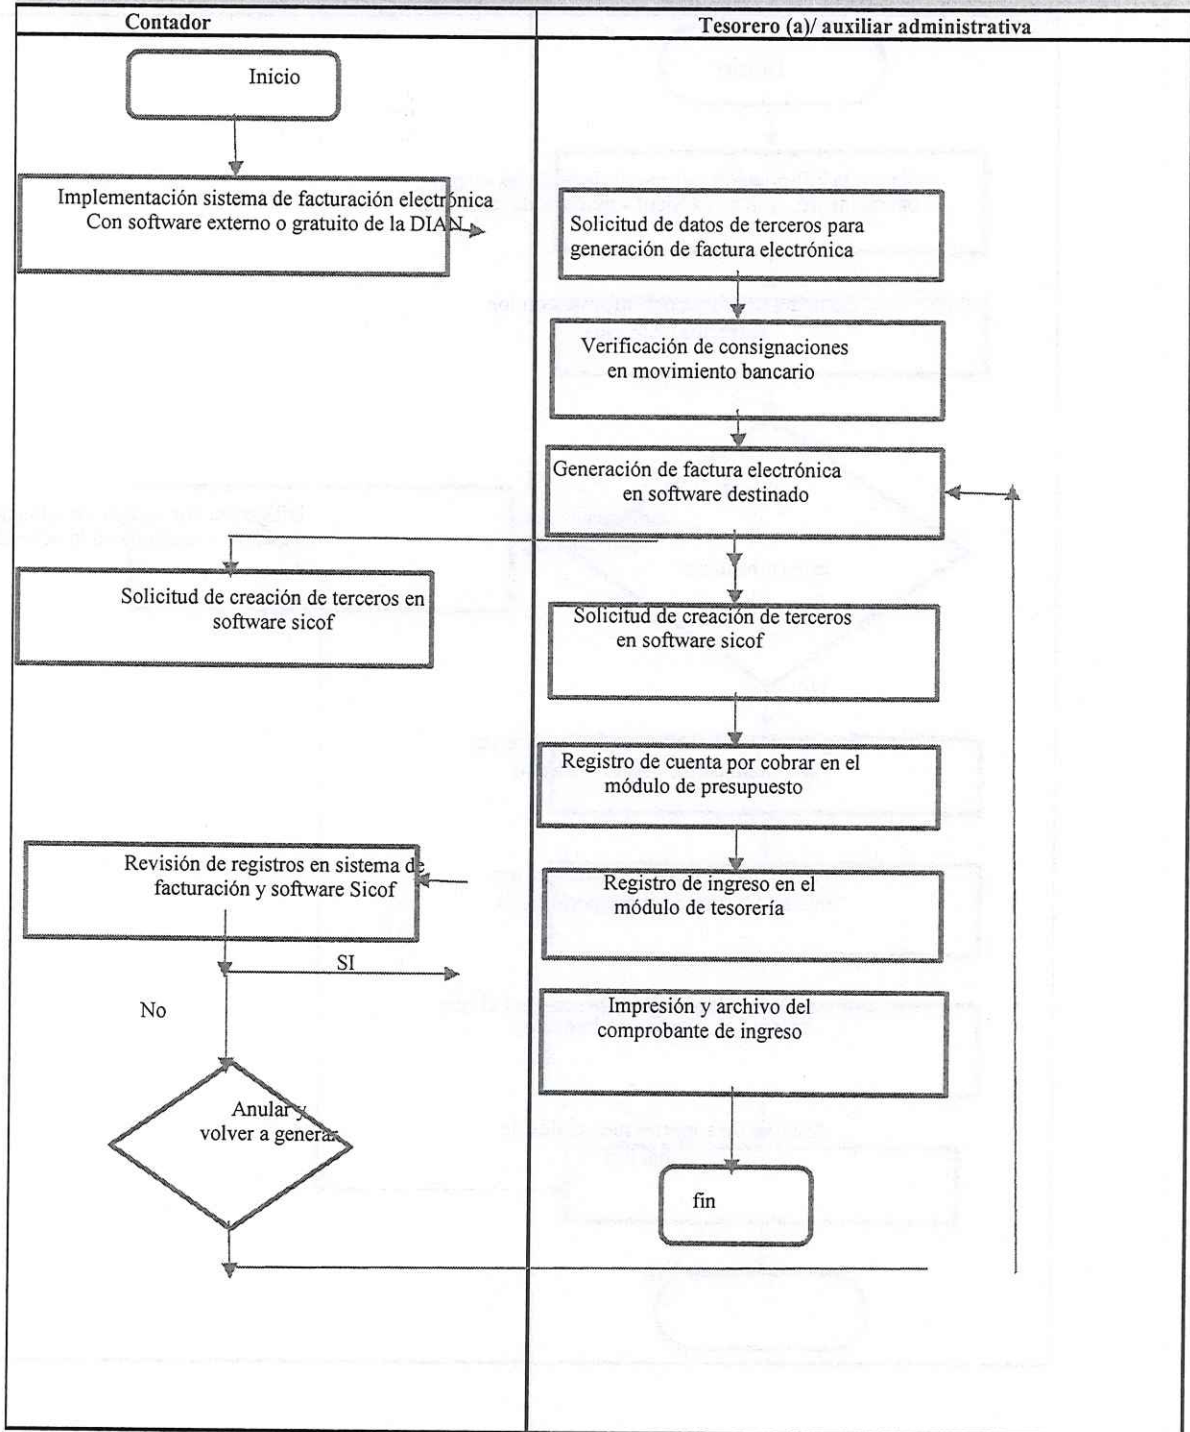 Contador
Tesorero (a)/ auxiliar administrativa
Inicio
Implementación sistema de facturación electrónica
Con software externo o gratuito de la DIAN
Solicitud de datos de terceros para
generación de factura electrónica
Verificación de consignaciones
en movimiento bancario
Generación de factura electrónica
en software destinado
Solicitud de creación de terceros en
software sicof
Solicitud de creación de terceros
en software sicof
Registro de cuenta por cobrar en el
módulo de presupuesto
Revisión de registros en sistema de
facturación y software Sicof
Registro de ingreso en el
módulo de tesorería
SI
No
Impresión y archivo del
comprobante de ingreso
Anular y
volver a generar
fin